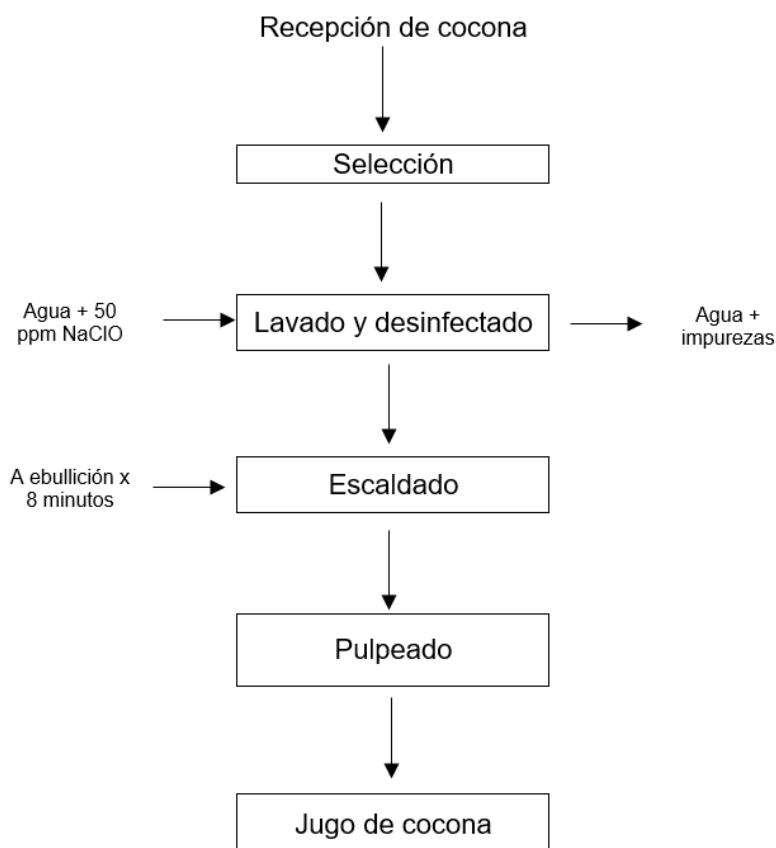 Recepción de cocona
Selección
Agua + 50
ppm NaClO
Lavado y desinfectado
Agua +
impurezas
A ebullición x
8 minutos
Escaldado
Pulpeado
Jugo de cocona